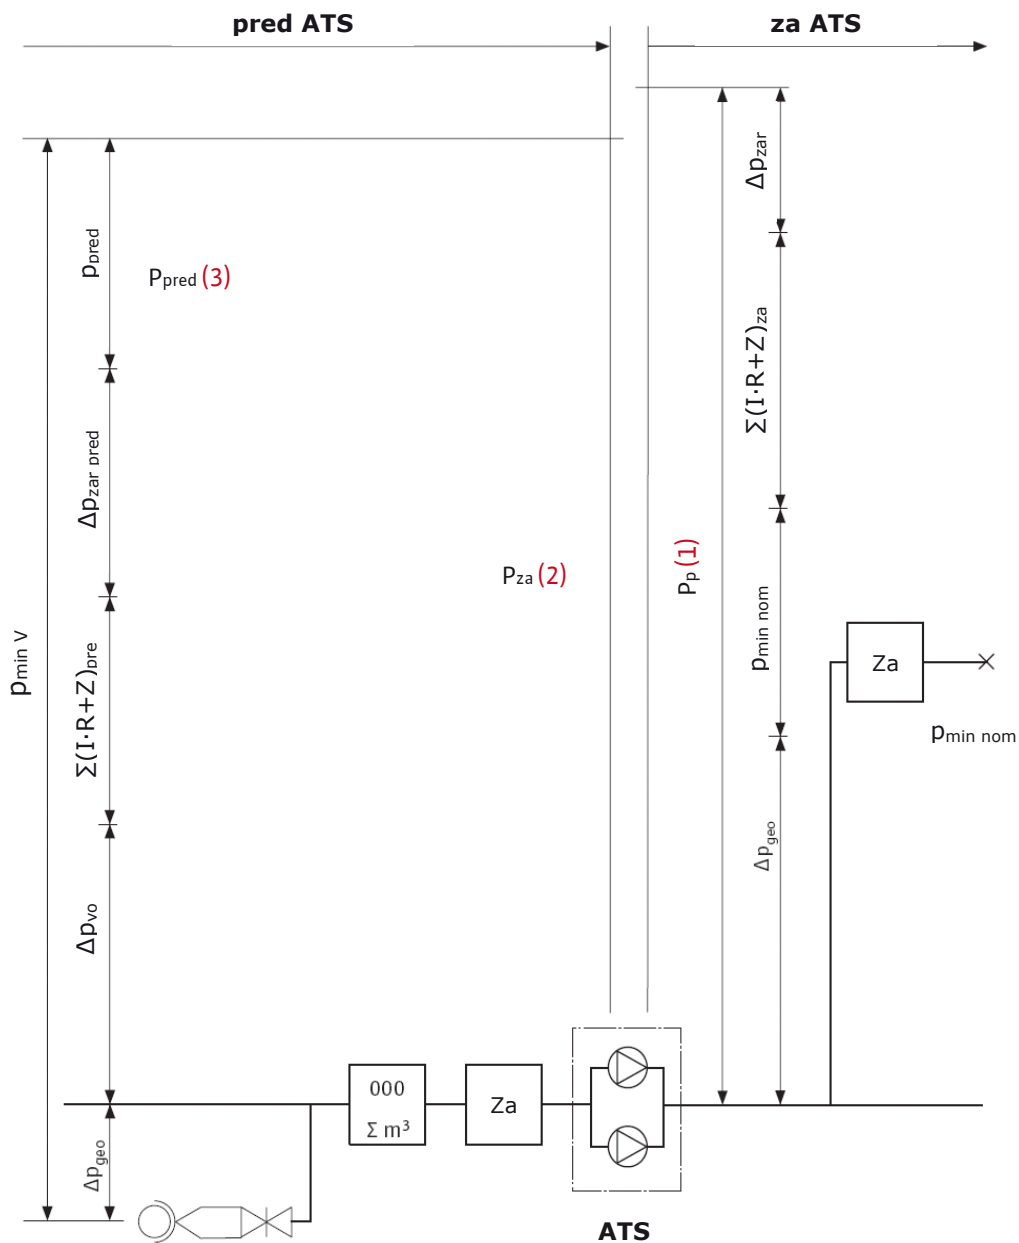 pred ATS
za ATS
Δpzar
ppred
Ppred (3)
Σ(I·R+Z)za
Δpzar pred
Pza (2)
Pp (1)
pmin nom
pmin V
Σ(I·R+Z)pre
Za
pmin nom
Δpgeo
Δpvo
000
Σ m³
Za
Δpgeo
ATS